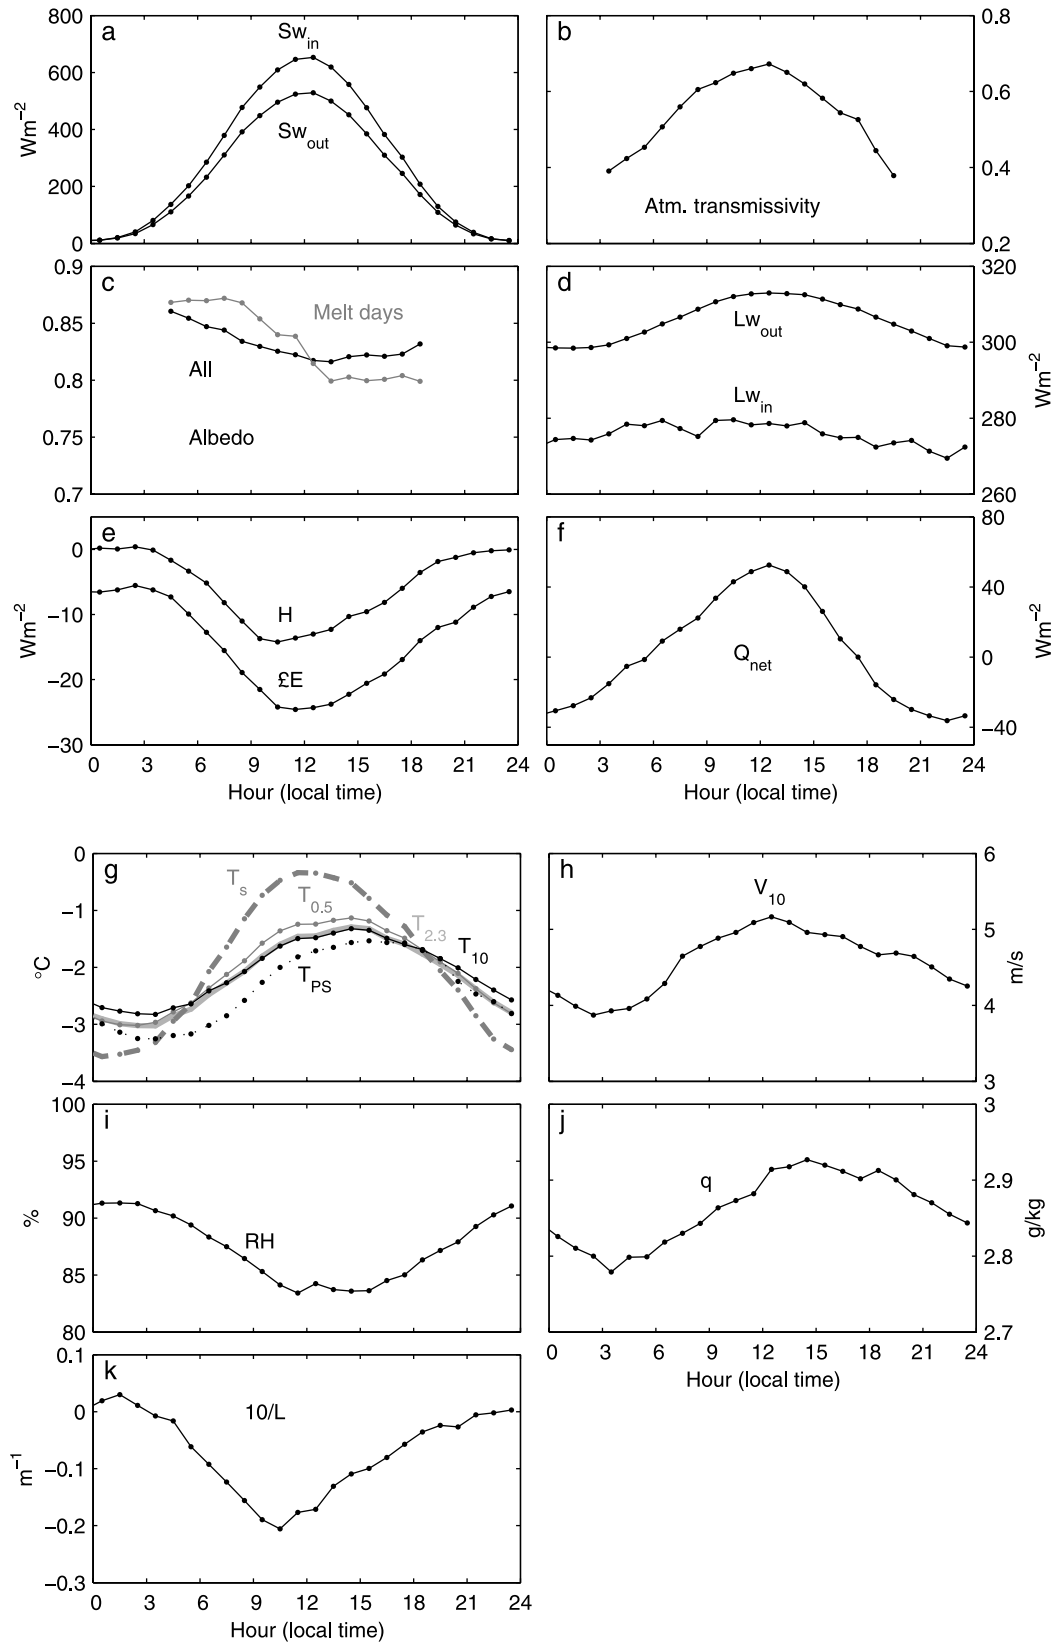 a
Sw_in
Sw_out
800
600
400
200
0
Wm⁻²
b
Atm. transmissivity
0.8
0.6
0.4
0.2
c
Melt days
All
Albedo
0.9
0.85
0.8
0.75
0.7
d
Lw_out
Lw_in
320
300
280
260
Wm⁻²
e
H
£E
0
−10
−20
−30
Wm⁻²
0 3 6 9 12 15 18 21 24
Hour (local time)
f
Q_net
80
40
0
−40
Wm⁻²
0 3 6 9 12 15 18 21 24
Hour (local time)
g
T_s
T_0.5
T_2.3
T_10
T_PS
0
−1
−2
−3
−4
°C
h
V_10
6
5
4
3
m/s
i
RH
100
95
90
85
80
%
j
q
3
2.9
2.8
2.7
g/kg
0 3 6 9 12 15 18 21 24
Hour (local time)
k
10/L
0.1
0
−0.1
−0.2
−0.3
m⁻¹
0 3 6 9 12 15 18 21 24
Hour (local time)